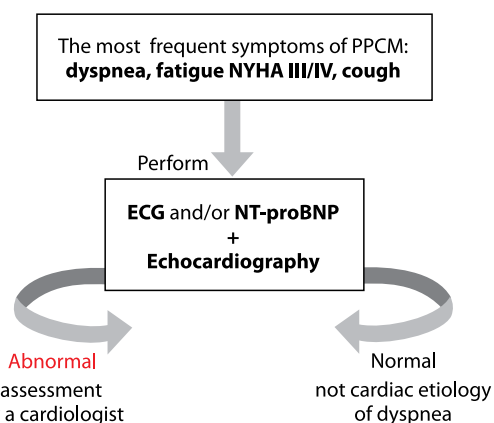 The most frequent symptoms of PPCM:
dyspnea, fatigue NYHA III/IV, cough
Perform
ECG and/or NT-proBNP
+
Echocardiography
Abnormal
assessment
a cardiologist
Normal
not cardiac etiology
of dyspnea